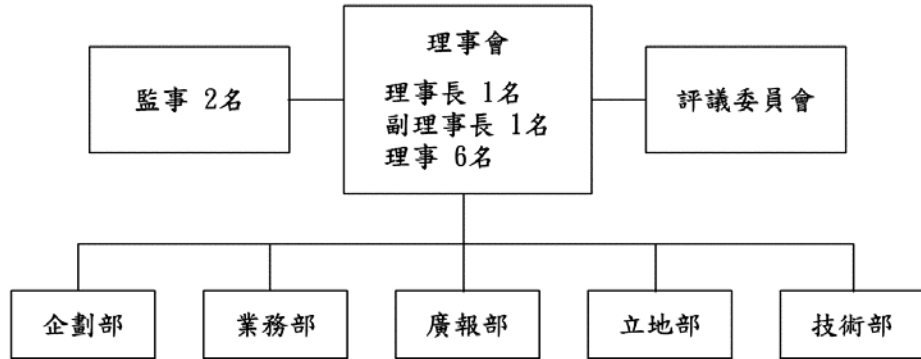 理事會
監事 2名
理事長 1名
副理事長 1名
理事 6名
評議委員會
企劃部
業務部
廣報部
立地部
技術部